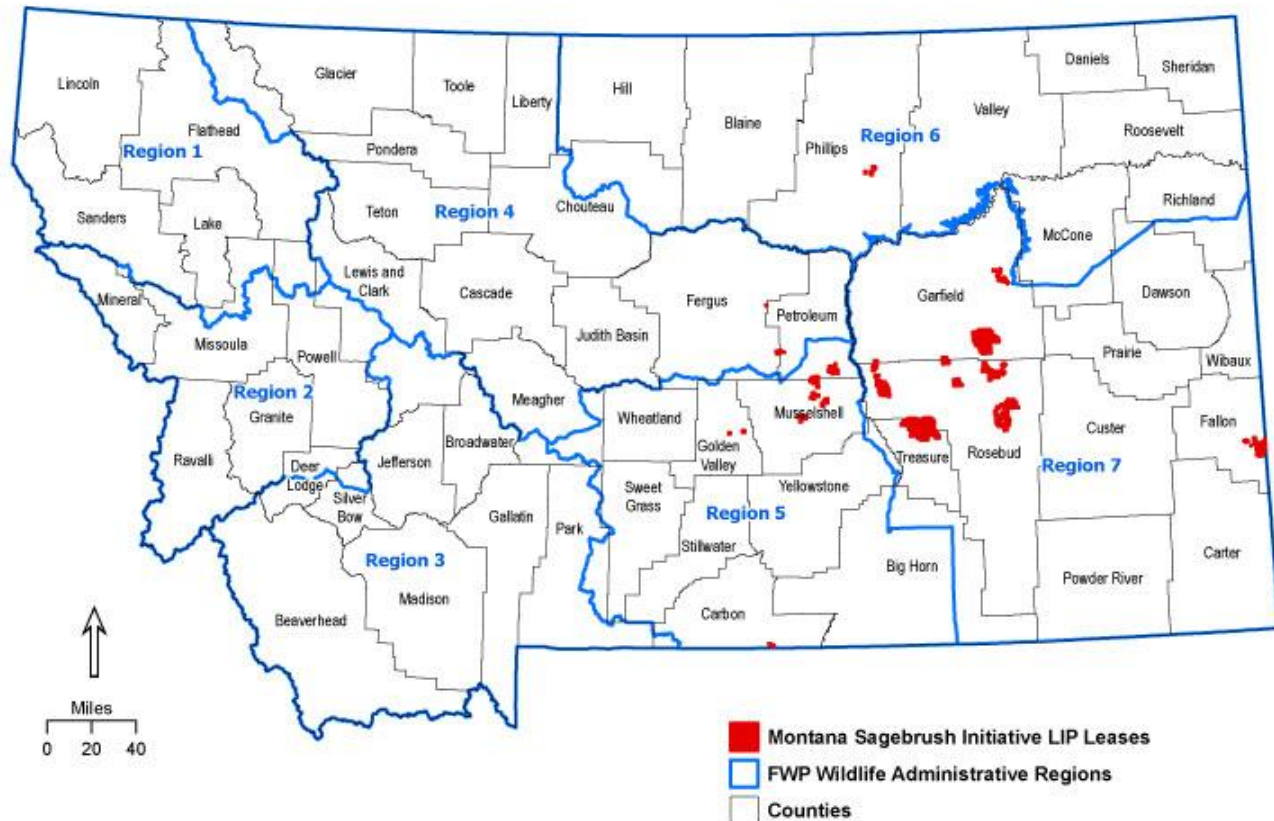 Lincoln
Glacier
Toole
Liberty
Hill
Blaine
Phillips
Valley
Daniels
Sheridan
Roosevelt
Flathead
Region 1
Pondera
Region 6
Richland
Sanders
Lake
Teton
Region 4
Chouteau
McCone
Mineral
Missoula
Powell
Lewis and
Clark
Cascade
Judith Basin
Fergus
Petroleum
Garfield
Dawson
Prairie
Wibaux
Region 2
Granite
Ravalli
Deer
Lodge
Silver
Bow
Jefferson
Broadwater
Meagher
Wheatland
Golden
Valley
Musselshell
Treasure
Rosebud
Custer
Fallon
Region 7
Gallatin
Park
Sweet
Grass
Region 5
Stillwater
Yellowstone
Big Horn
Powder River
Carter
Region 3
Madison
Beaverhead
Carbon
Miles
0 20 40
Montana Sagebrush Initiative LIP Leases
FWP Wildlife Administrative Regions
Counties